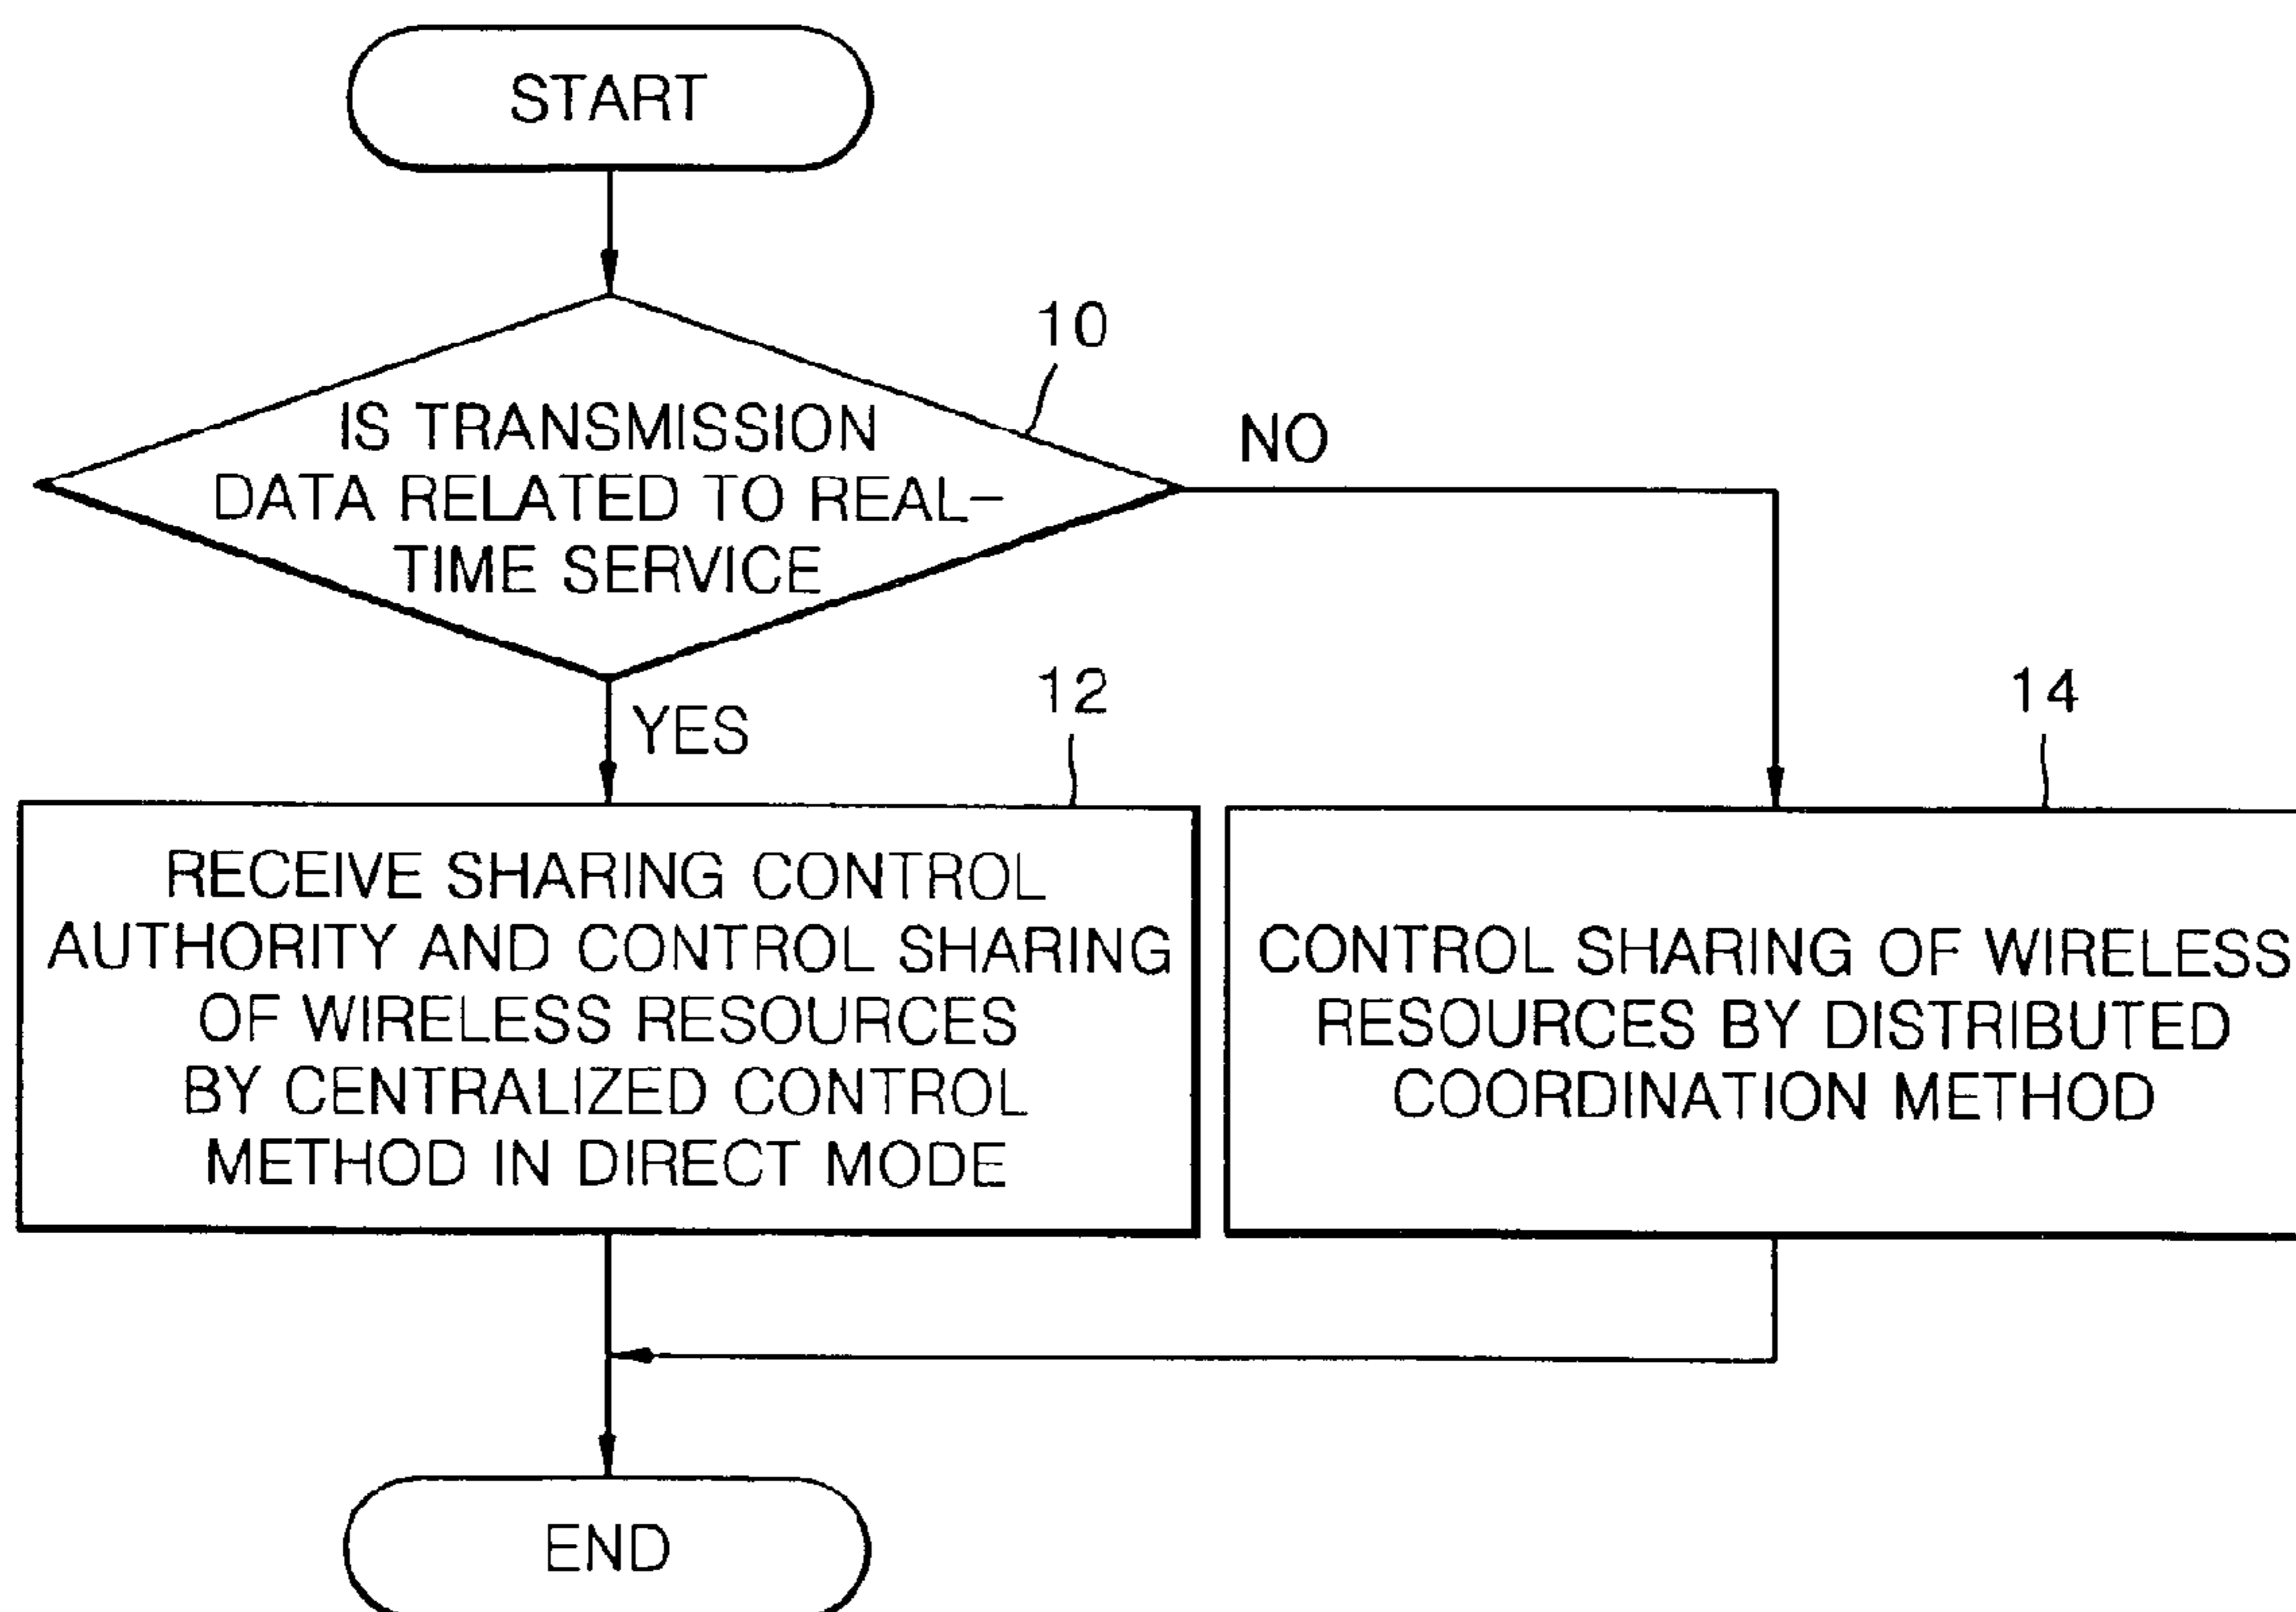 START
10
IS TRANSMISSION
DATA RELATED TO REAL-
TIME SERVICE
NO
YES
12
RECEIVE SHARING CONTROL
AUTHORITY AND CONTROL SHARING
OF WIRELESS RESOURCES
BY CENTRALIZED CONTROL
METHOD IN DIRECT MODE
14
CONTROL SHARING OF WIRELESS
RESOURCES BY DISTRIBUTED
COORDINATION METHOD
END